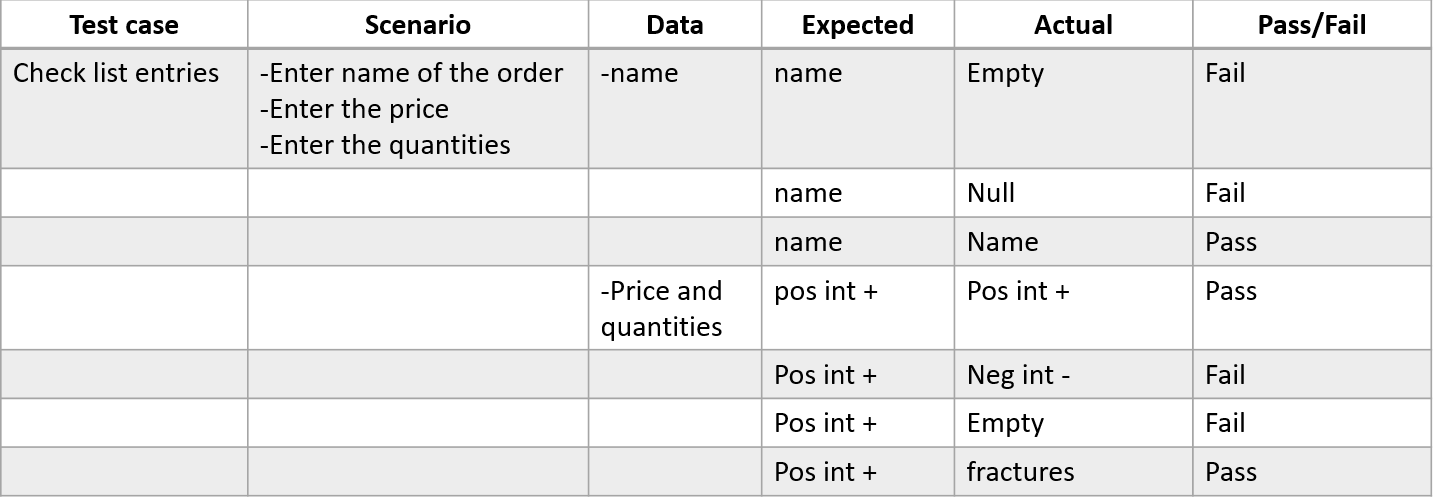 Test case Scenario Data Expected Actual Pass/Fail
Check list entries -Enter name of the order -name name Empty Fail
-Enter the price
-Enter the quantities
name Null Fail
name Name Pass
-Price and pos int + Pos int + Pass
quantities
Pos int + Neg int - Fail
Pos int + Empty Fail
Pos int + fractures Pass